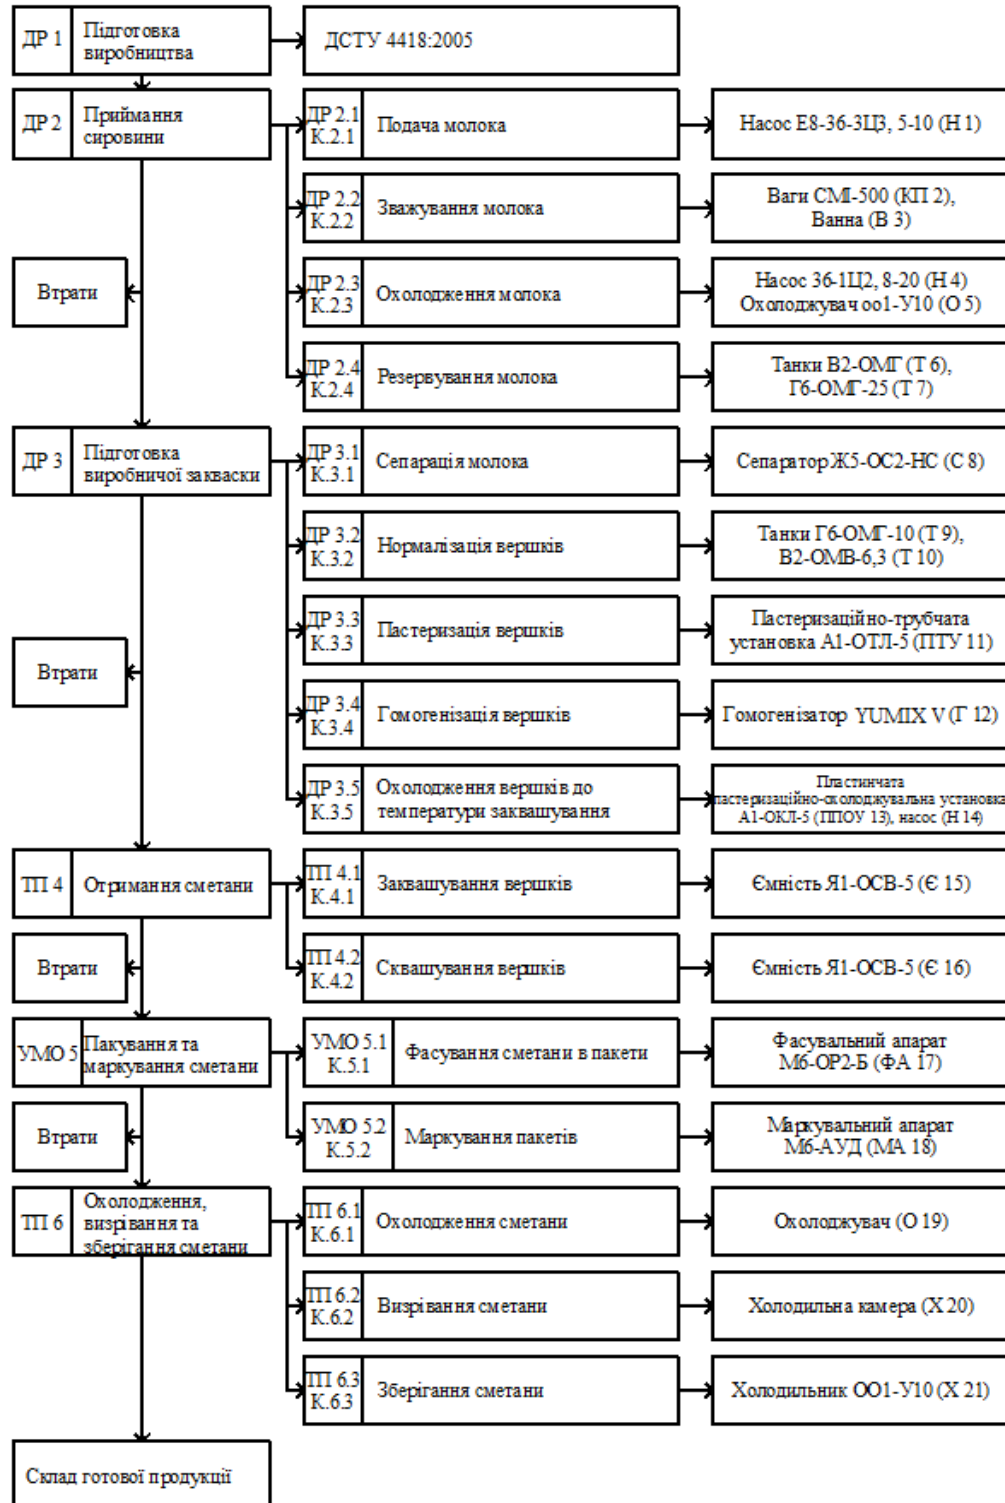 ДР 1
Підготовка
виробництва
ДСТУ 4418:2005
ДР 2
Приймання
сировини
ДР 2.1
К.2.1
Подача молока
Насос Е8-36-3Ц3, 5-10 (Н 1)
ДР 2.2
К.2.2
Зважування молока
Ваги СМІ-500 (КП 2),
Ванна (В 3)
Втрати
ДР 2.3
К.2.3
Охолодження молока
Насос 36-1Ц2, 8-20 (Н 4)
Охолоджувач оо1-У10 (О 5)
ДР 2.4
К.2.4
Резервування молока
Танки В2-ОМГ (Т 6),
Г6-ОМГ-25 (Т 7)
ДР 3
Підготовка
виробничої закваски
ДР 3.1
К.3.1
Сепарація молока
Сепаратор Ж5-ОС2-НС (С 8)
ДР 3.2
К.3.2
Нормалізація вершків
Танки Г6-ОМГ-10 (Т 9),
В2-ОМВ-6,3 (Т 10)
ДР 3.3
К.3.3
Пастеризація вершків
Пастеризаційно-трубчата
установка А1-ОТЛ-5 (ПТУ 11)
Втрати
ДР 3.4
К.3.4
Гомогенізація вершків
Гомогенізатор YUMIX V (Г 12)
ДР 3.5
К.3.5
Охолодження вершків до
температури заквашування
Пластинчата
пастеризаційно-охолоджувальна установка
А1-ОКЛ-5 (ППОУ 13), насос (Н 14)
ТП 4
Отримання сметани
ТП 4.1
К.4.1
Заквашування вершків
Ємність Я1-ОСВ-5 (Є 15)
Втрати
ТП 4.2
К.4.2
Сквашування вершків
Ємність Я1-ОСВ-5 (Є 16)
УМО 5
Пакування та
маркування сметани
УМО 5.1
К.5.1
Фасування сметани в пакети
Фасувальний апарат
М6-ОР2-Б (ФА 17)
Втрати
УМО 5.2
К.5.2
Маркування пакетів
Маркувальний апарат
М6-АУД (МА 18)
ТП 6
Охолодження,
визрівання та
зберігання сметани
ТП 6.1
К.6.1
Охолодження сметани
Охолоджувач (О 19)
ТП 6.2
К.6.2
Визрівання сметани
Холодильна камера (Х 20)
ТП 6.3
К.6.3
Зберігання сметани
Холодильник ОО1-У10 (Х 21)
Склад готової продукції